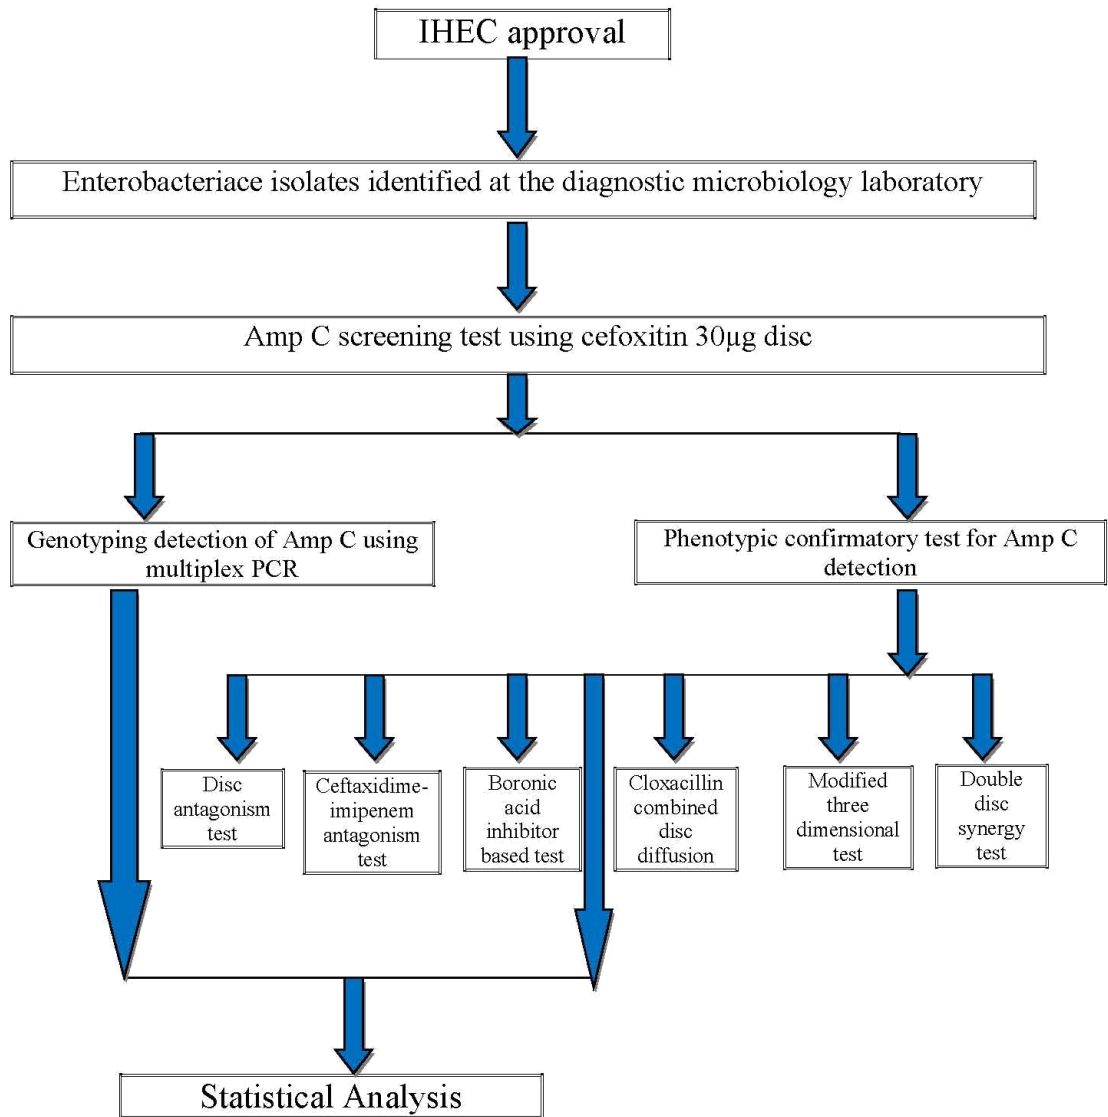 IHEC approval
Enterobacteriace isolates identified at the diagnostic microbiology laboratory
Amp C screening test using cefoxitin 30µg disc
Genotyping detection of Amp C using
multiplex PCR
Phenotypic confirmatory test for Amp C
detection
Disc
antagonism
test
Ceftaxidime-
imipenem
antagonism
test
Boronic
acid
inhibitor
based test
Cloxacillin
combined
disc
diffusion
Modified
three
dimensional
test
Double
disc
synergy
test
Statistical Analysis